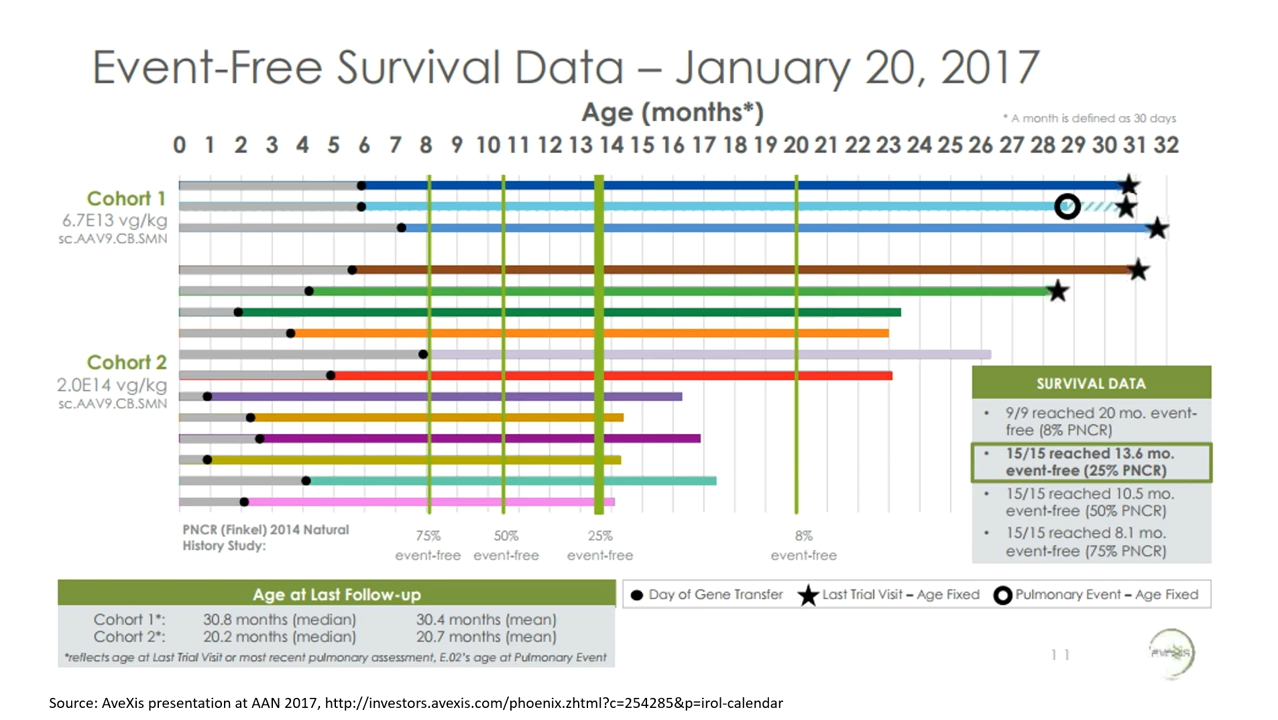 Event-Free Survival Data – January 20, 2017
Age (months*)
* A month is defined as 30 days
0 1 2 3 4 5 6 7 8 9 10 11 12 13 14 15 16 17 18 19 20 21 22 23 24 25 26 27 28 29 30 31 32
Cohort 1
6.7E13 vg/kg
sc.AAV9.CB.SMN
Cohort 2
2.0E14 vg/kg
sc.AAV9.CB.SMN
SURVIVAL DATA
• 9/9 reached 20 mo. event-
free (8% PNCR)
• 15/15 reached 13.6 mo.
event-free (25% PNCR)
• 15/15 reached 10.5 mo.
event-free (50% PNCR)
• 15/15 reached 8.1 mo.
event-free (75% PNCR)
PNCR (Finkel) 2014 Natural
History Study:
75% 50% 25% 8%
event-free event-free event-free event-free
Age at Last Follow-up
Cohort 1*: 30.8 months (median) 30.4 months (mean)
Cohort 2*: 20.2 months (median) 20.7 months (mean)
*reflects age at Last Trial Visit or most recent pulmonary assessment, E.02's age at Pulmonary Event
Day of Gene Transfer Last Trial Visit – Age Fixed Pulmonary Event – Age Fixed
11
avexis
Source: AveXis presentation at AAN 2017, http://investors.avexis.com/phoenix.zhtml?c=254285&p=irol-calendar